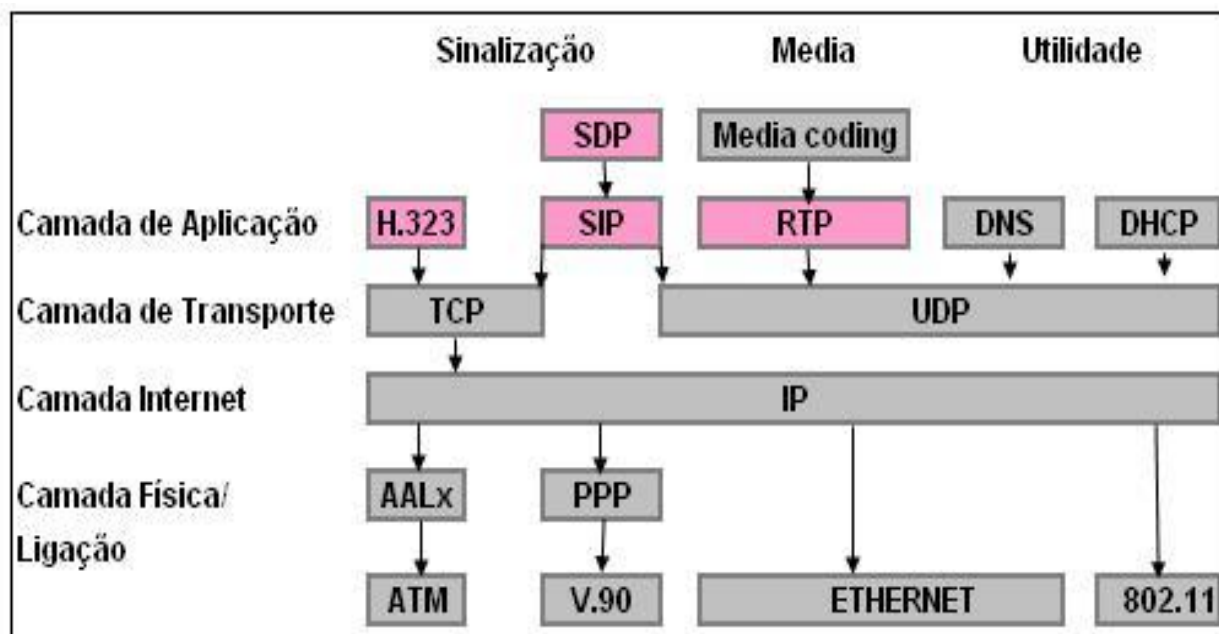 Sinalização Media Utilidade
SDP Media coding
Camada de Aplicação H.323 SIP RTP DNS DHCP
Camada de Transporte TCP UDP
Camada Internet IP
Camada Física/ AALx PPP
Ligação
ATM V.90 ETHERNET 802.11